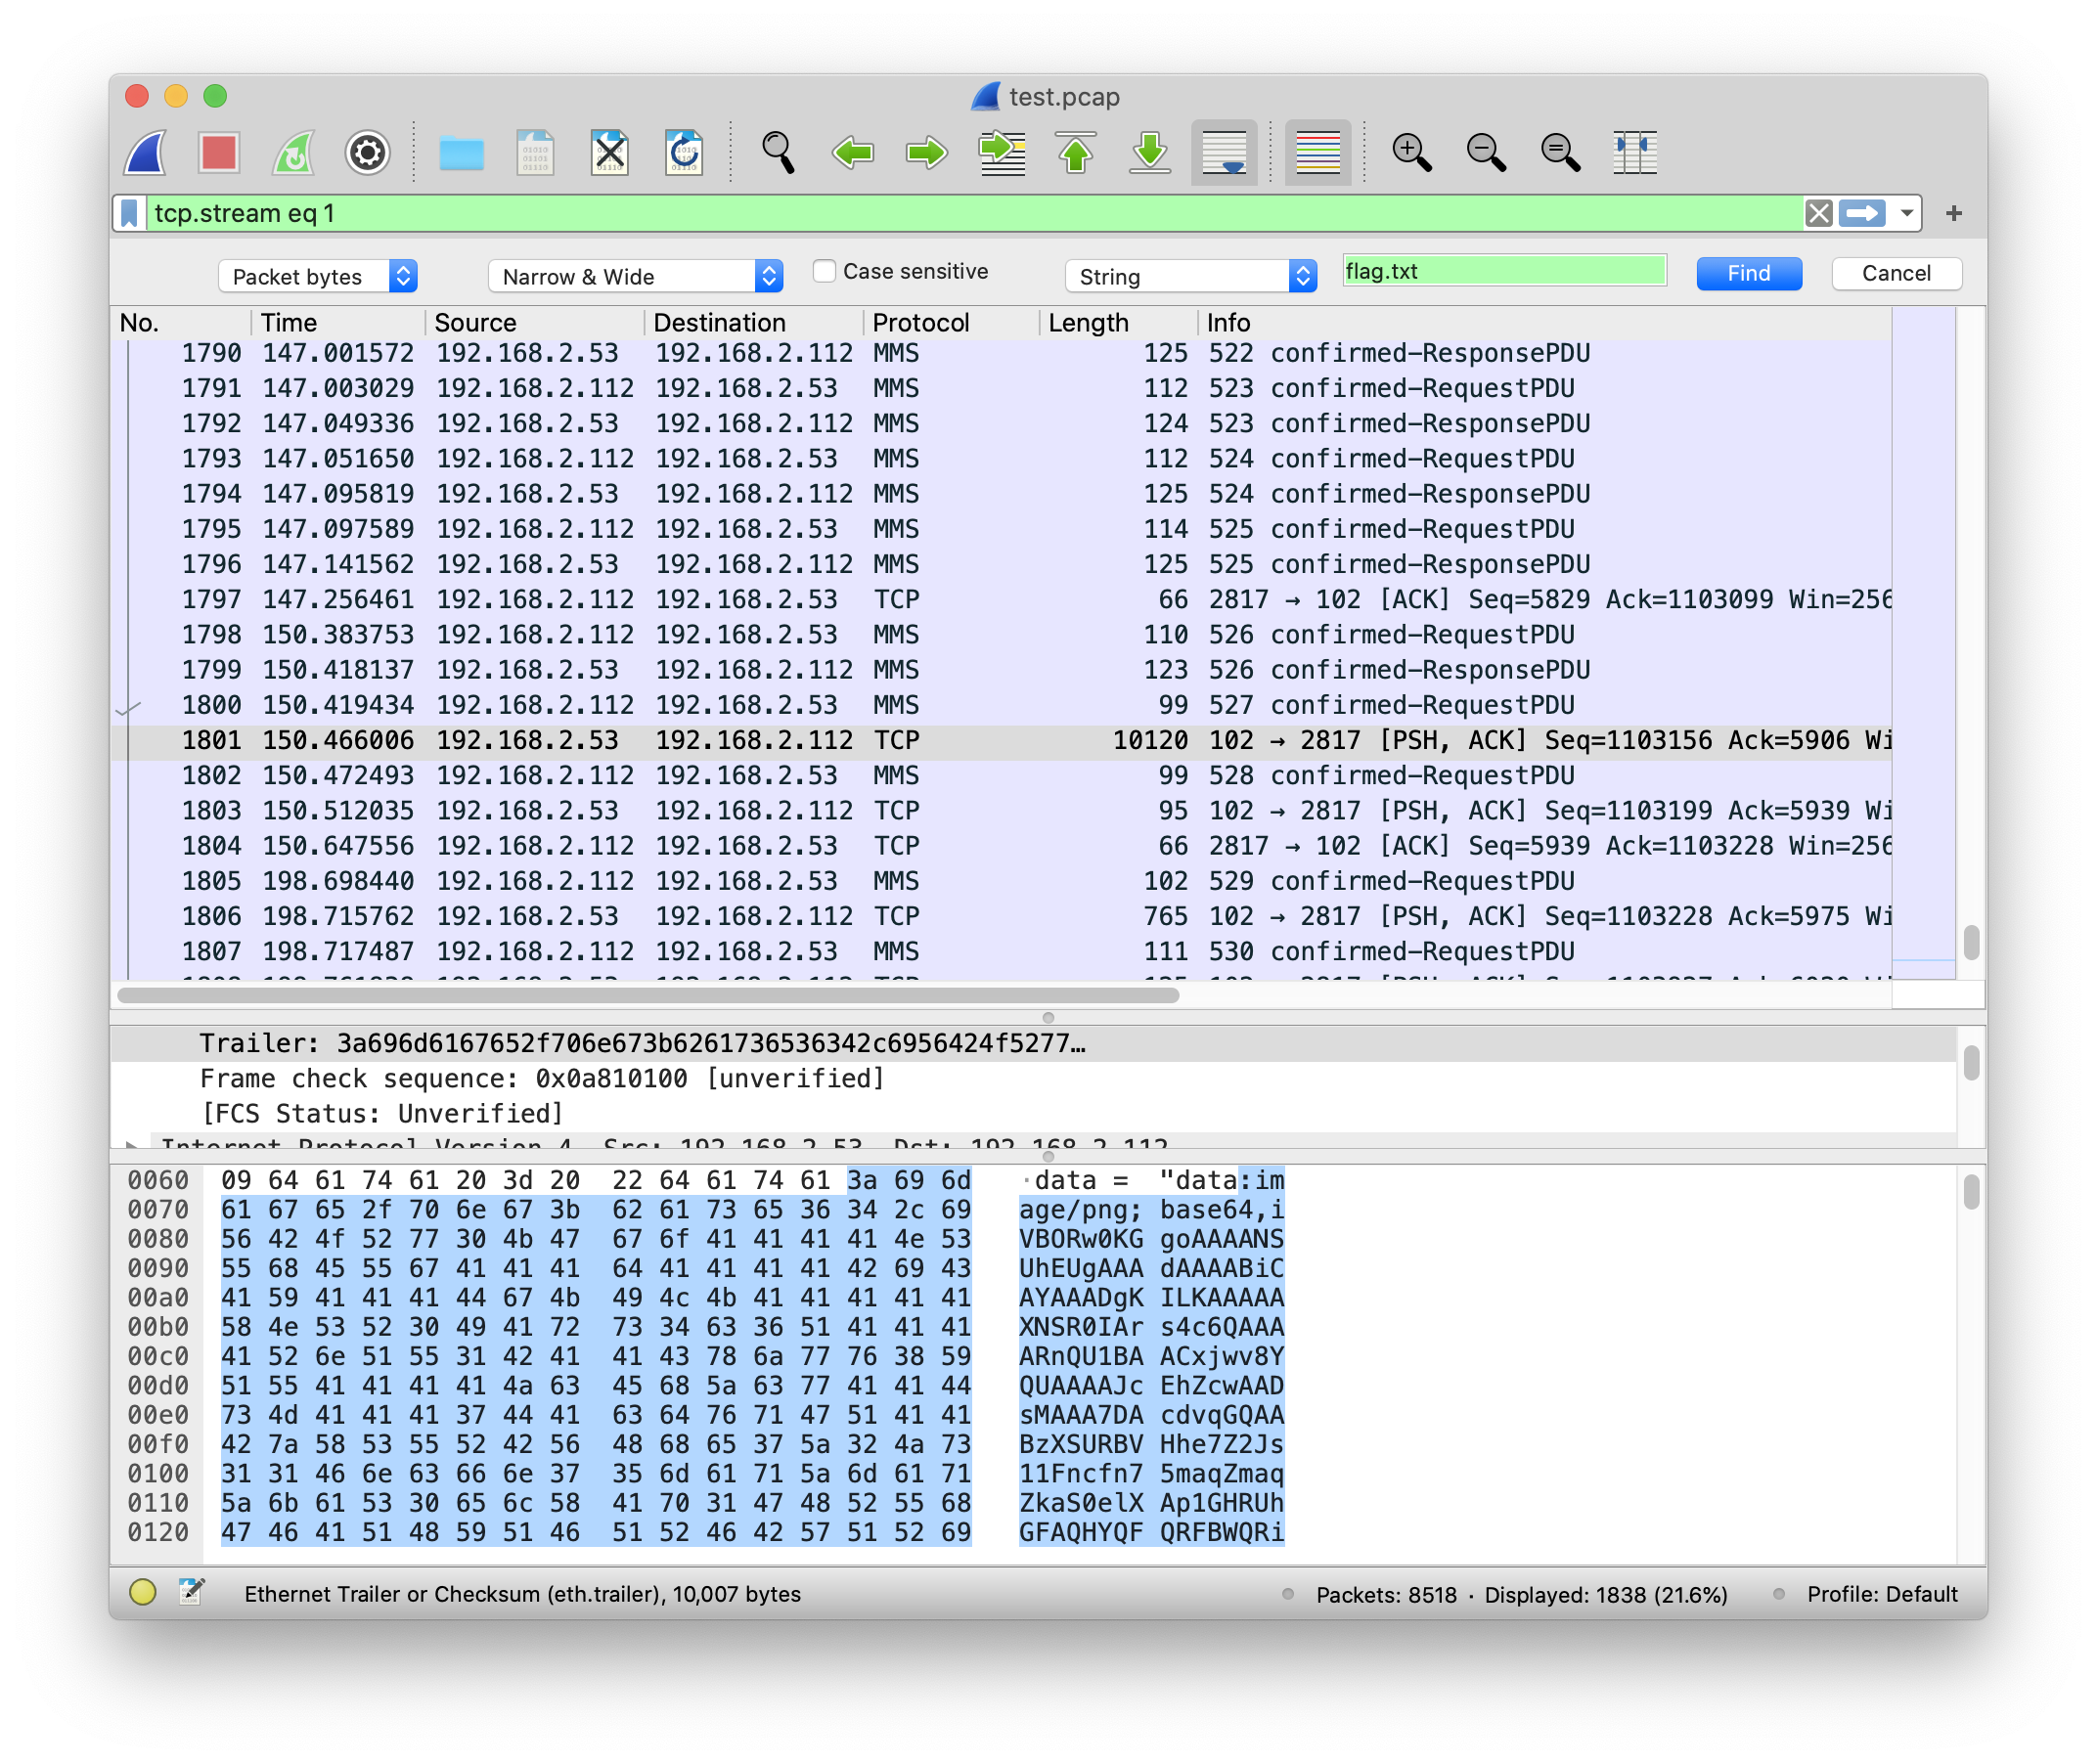 test.pcap
tcp.stream eq 1
Packet bytes Narrow & Wide Case sensitive String flag.txt Find Cancel
No. Time Source Destination Protocol Length Info
1790 147.001572 192.168.2.53 192.168.2.112 MMS 125 522 confirmed-ResponsePDU
1791 147.003029 192.168.2.112 192.168.2.53 MMS 112 523 confirmed-RequestPDU
1792 147.049336 192.168.2.53 192.168.2.112 MMS 124 523 confirmed-ResponsePDU
1793 147.051650 192.168.2.112 192.168.2.53 MMS 112 524 confirmed-RequestPDU
1794 147.095819 192.168.2.53 192.168.2.112 MMS 125 524 confirmed-ResponsePDU
1795 147.097589 192.168.2.112 192.168.2.53 MMS 114 525 confirmed-RequestPDU
1796 147.141562 192.168.2.53 192.168.2.112 MMS 125 525 confirmed-ResponsePDU
1797 147.256461 192.168.2.112 192.168.2.53 TCP 66 2817 → 102 [ACK] Seq=5829 Ack=1103099 Win=256
1798 150.383753 192.168.2.112 192.168.2.53 MMS 110 526 confirmed-RequestPDU
1799 150.418137 192.168.2.53 192.168.2.112 MMS 123 526 confirmed-ResponsePDU
1800 150.419434 192.168.2.112 192.168.2.53 MMS 99 527 confirmed-RequestPDU
1801 150.466006 192.168.2.53 192.168.2.112 TCP 10120 102 → 2817 [PSH, ACK] Seq=1103156 Ack=5906 Wi
1802 150.472493 192.168.2.112 192.168.2.53 MMS 99 528 confirmed-RequestPDU
1803 150.512035 192.168.2.53 192.168.2.112 TCP 95 102 → 2817 [PSH, ACK] Seq=1103199 Ack=5939 Wi
1804 150.647556 192.168.2.112 192.168.2.53 TCP 66 2817 → 102 [ACK] Seq=5939 Ack=1103228 Win=256
1805 198.698440 192.168.2.112 192.168.2.53 MMS 102 529 confirmed-RequestPDU
1806 198.715762 192.168.2.53 192.168.2.112 TCP 765 102 → 2817 [PSH, ACK] Seq=1103228 Ack=5975 Wi
1807 198.717487 192.168.2.112 192.168.2.53 MMS 111 530 confirmed-RequestPDU
Trailer: 3a696d6167652f706e673b6261736536342c6956424f5277…
Frame check sequence: 0x0a810100 [unverified]
[FCS Status: Unverified]
Internet Protocol Version 4, Src: 192.168.2.53, Dst: 192.168.2.112
0060 09 64 61 74 61 20 3d 20 22 64 61 74 61 3a 69 6d ·data = "data:im
0070 61 67 65 2f 70 6e 67 3b 62 61 73 65 36 34 2c 69 age/png; base64,i
0080 56 42 4f 52 77 30 4b 47 67 6f 41 41 41 41 4e 53 VBORw0KG goAAAANS
0090 55 68 45 55 67 41 41 41 64 41 41 41 41 42 69 43 UhEUgAAA dAAAABiC
00a0 41 59 41 41 41 44 67 4b 49 4c 4b 41 41 41 41 41 AYAAADgK ILKAAAAA
00b0 58 4e 53 52 30 49 41 72 73 34 63 36 51 41 41 41 XNSR0IAr s4c6QAAA
00c0 41 52 6e 51 55 31 42 41 41 43 78 6a 77 76 38 59 ARnQU1BA ACxjwv8Y
00d0 51 55 41 41 41 41 4a 63 45 68 5a 63 77 41 41 44 QUAAAAJc EhZcwAAD
00e0 73 4d 41 41 41 37 44 41 63 64 76 71 47 51 41 41 sMAAA7DA cdvqGQAA
00f0 42 7a 58 53 55 52 42 56 48 68 65 37 5a 32 4a 73 BzXSURBV Hhe7Z2Js
0100 31 31 46 6e 63 66 6e 37 35 6d 61 71 5a 6d 61 71 11Fncfn7 5maqZmaq
0110 5a 6b 61 53 30 65 6c 58 41 70 31 47 48 52 55 68 ZkaS0elX Ap1GHRUh
0120 47 46 41 51 48 59 51 46 51 52 46 42 57 51 52 69 GFAQHYQF QRFBWQRi
Ethernet Trailer or Checksum (eth.trailer), 10,007 bytes Packets: 8518 · Displayed: 1838 (21.6%) Profile: Default